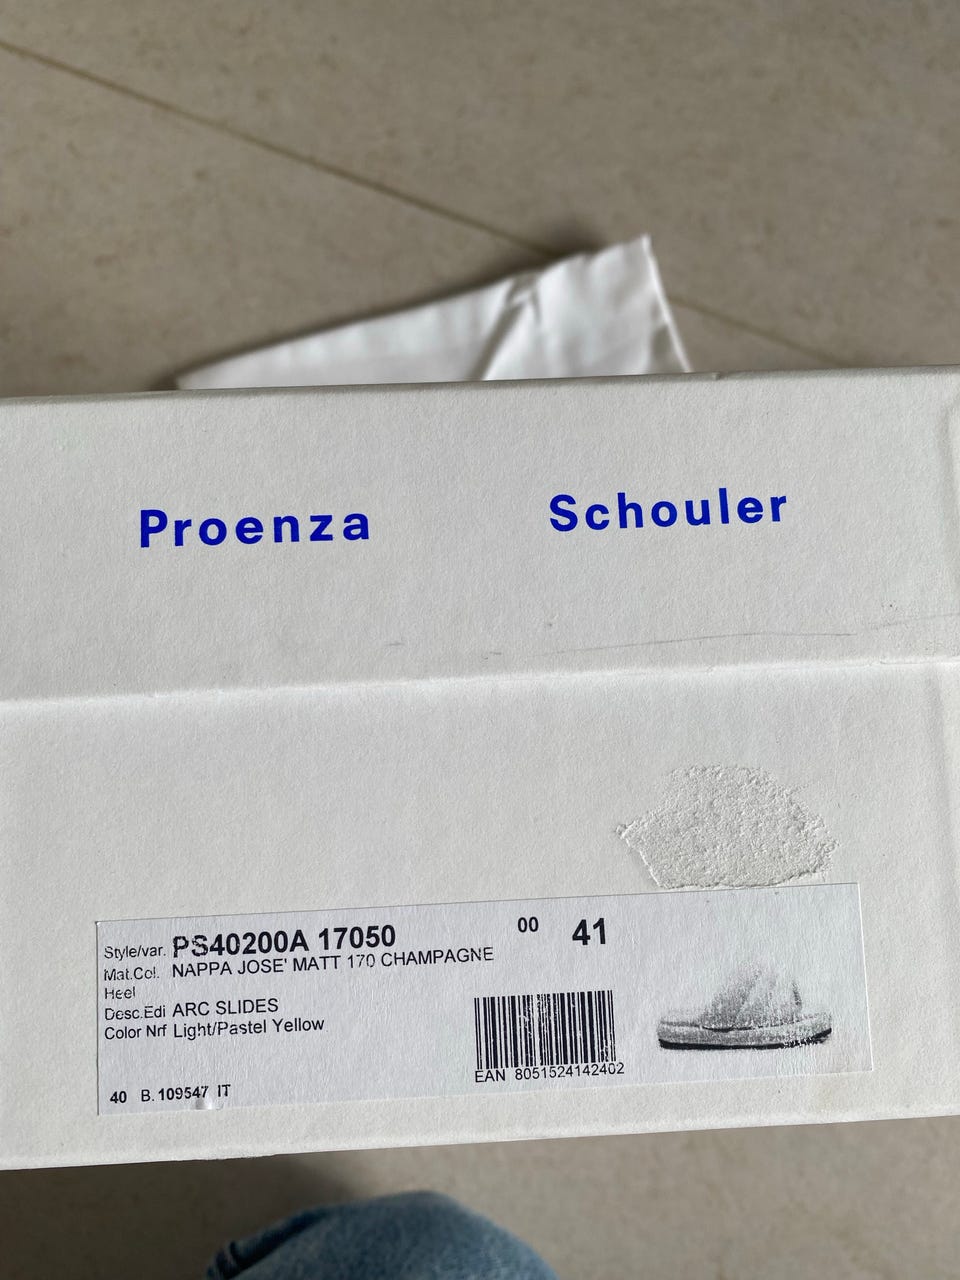 Proenza Schouler
Style/var. PS40200A 17050 00 41
Mat.Col. NAPPA JOSE' MATT 170 CHAMPAGNE
Heel
Desc.Edi ARC SLIDES
Color Nrf Light/Pastel Yellow
EAN 8051524142402
40 B. 109547 IT